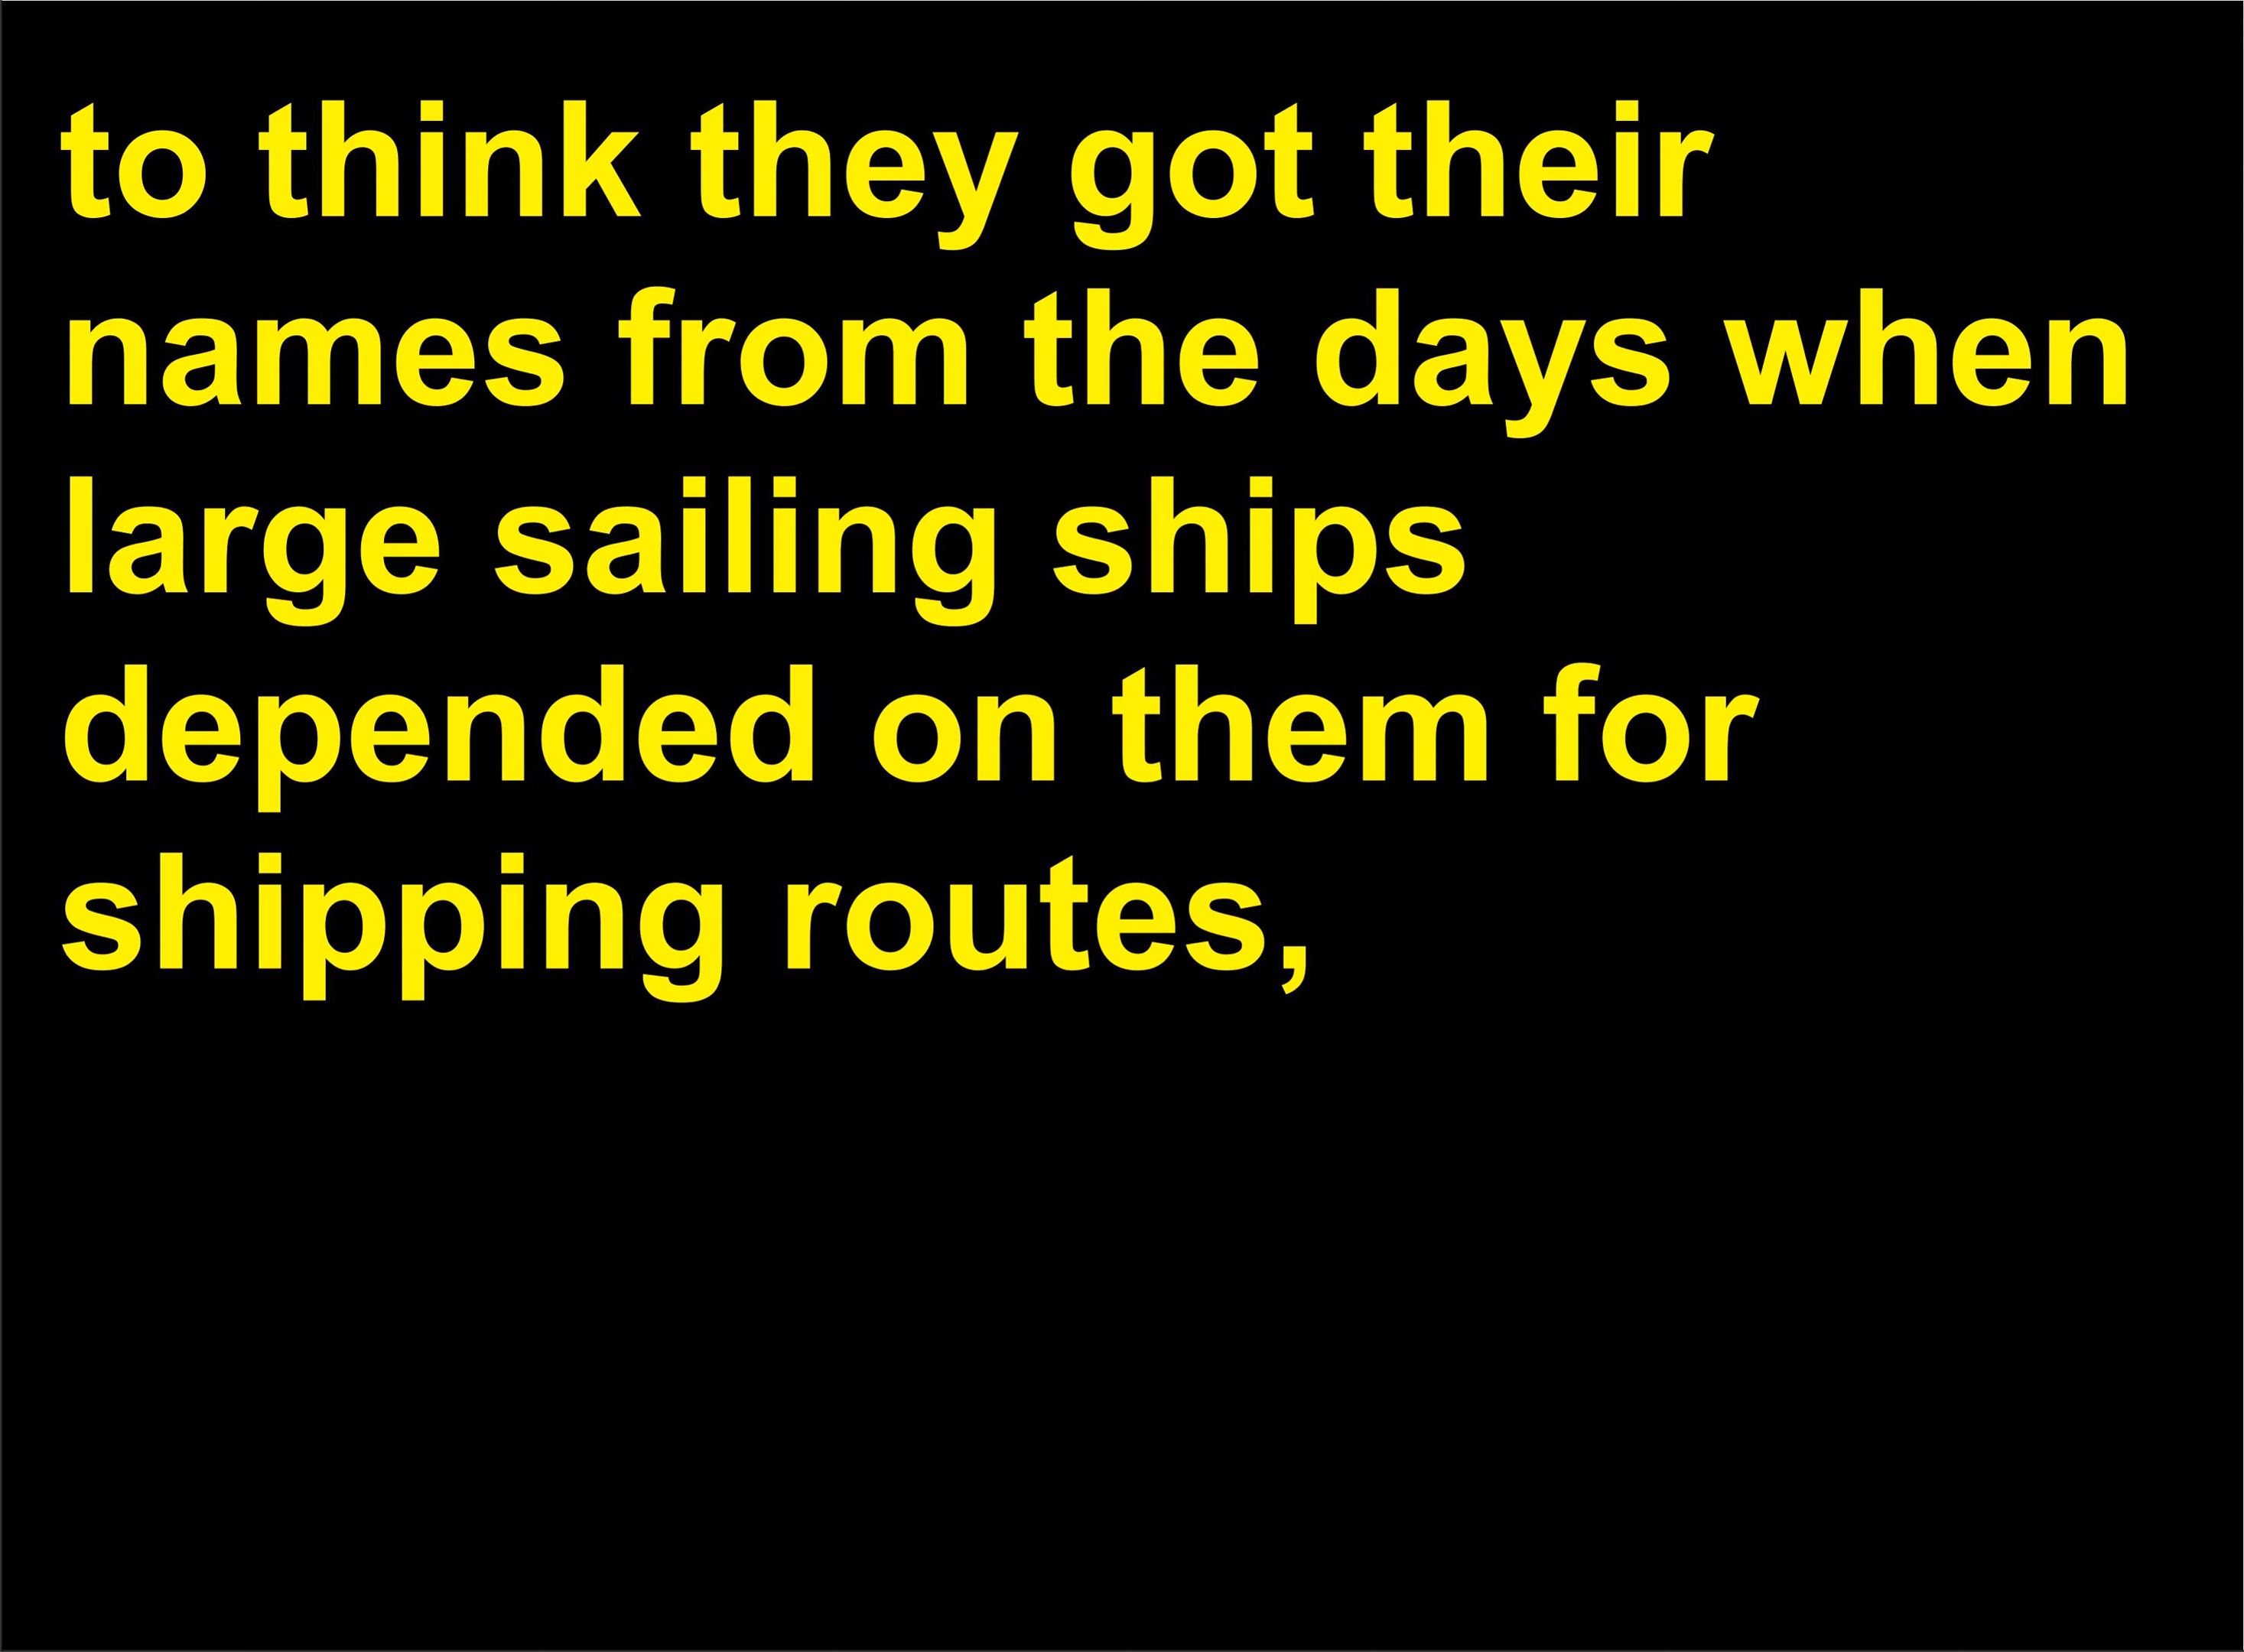 to think they got their
names from the days when
large sailing ships
depended on them for
shipping routes,